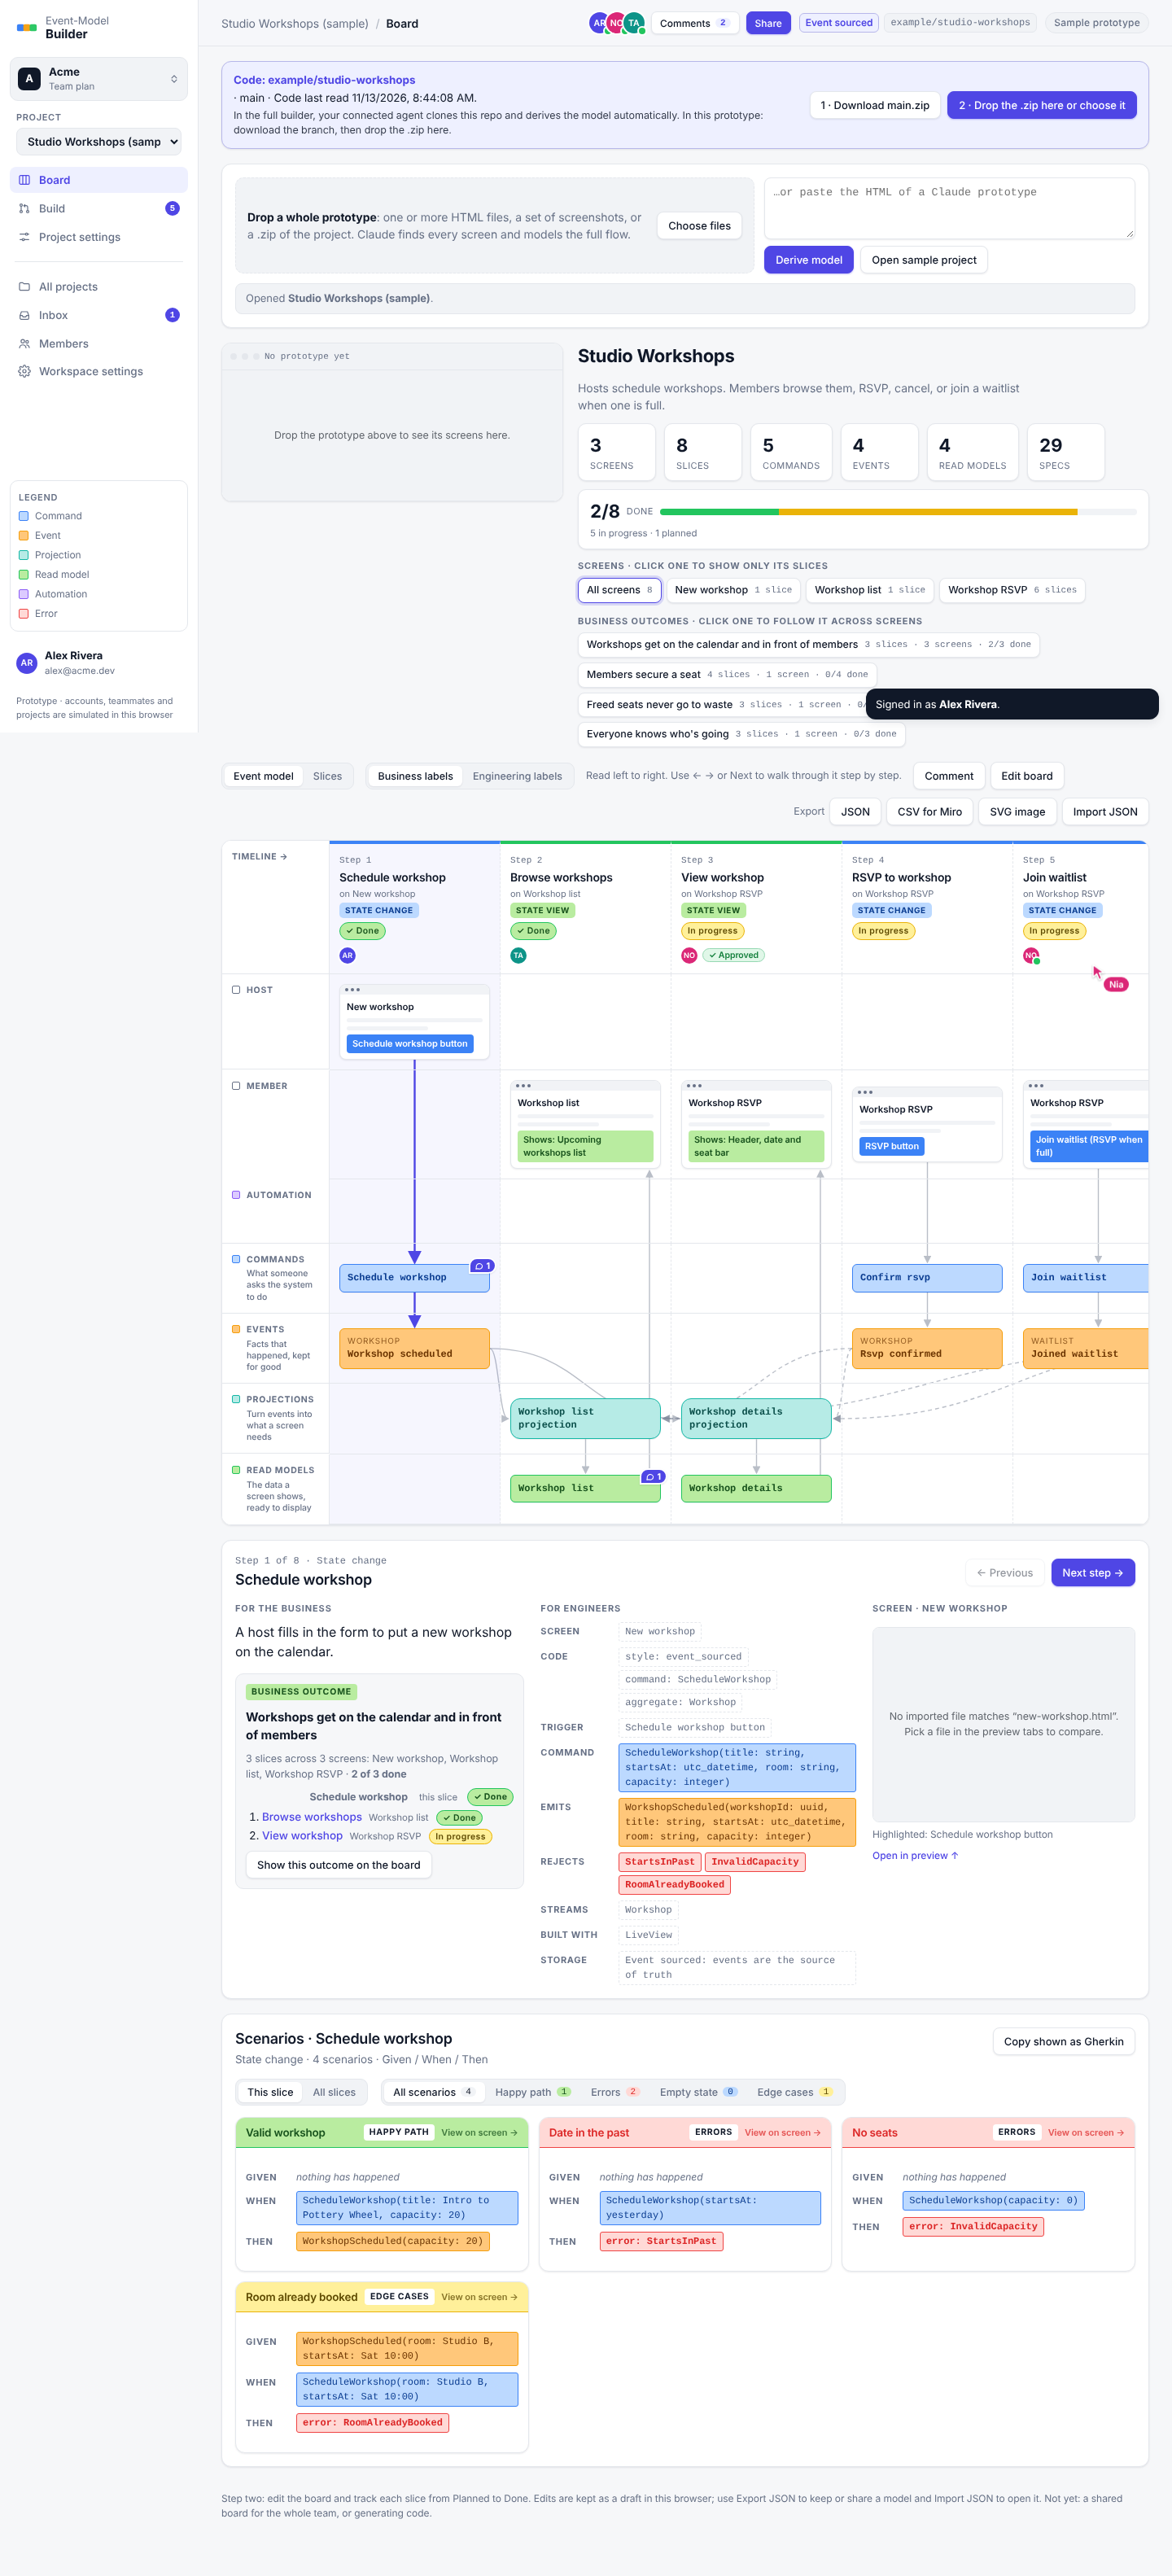 Event-Model
Builder
A
Acme
Team plan
PROJECT
Studio Workshops (samp
Board
Build
5
Project settings
All projects
Inbox
1
Members
Workspace settings
LEGEND
Command
Event
Projection
Read model
Automation
Error
AR
Alex Rivera
alex@acme.dev
Prototype · accounts, teammates and
projects are simulated in this browser
Studio Workshops (sample) / Board
TA
Comments 2
Share
Event sourced
example/studio-workshops
Sample prototype
Code: example/studio-workshops
· main · Code last read 11/13/2026, 8:44:08 AM.
In the full builder, your connected agent clones this repo and derives the model automatically. In this prototype:
download the branch, then drop the .zip here.
1 · Download main.zip
2 · Drop the .zip here or choose it
Drop a whole prototype: one or more HTML files, a set of screenshots, or
a .zip of the project. Claude finds every screen and models the full flow.
Choose files
…or paste the HTML of a Claude prototype
Derive model
Open sample project
Opened Studio Workshops (sample).
No prototype yet
Drop the prototype above to see its screens here.
Studio Workshops
Hosts schedule workshops. Members browse them, RSVP, cancel, or join a waitlist
when one is full.
3
SCREENS
8
SLICES
5
COMMANDS
4
EVENTS
4
READ MODELS
29
SPECS
2/8 DONE
5 in progress · 1 planned
SCREENS · CLICK ONE TO SHOW ONLY ITS SLICES
All screens 8
New workshop 1 slice
Workshop list 1 slice
Workshop RSVP 6 slices
BUSINESS OUTCOMES · CLICK ONE TO FOLLOW IT ACROSS SCREENS
Workshops get on the calendar and in front of members 3 slices · 3 screens · 2/3 done
Members secure a seat 4 slices · 1 screen · 0/4 done
Freed seats never go to waste 3 slices · 1 screen · 0/
Signed in as Alex Rivera.
Everyone knows who's going 3 slices · 1 screen · 0/3 done
Event model
Slices
Business labels
Engineering labels
Read left to right. Use ← → or Next to walk through it step by step.
Comment
Edit board
Export
JSON
CSV for Miro
SVG image
Import JSON
TIMELINE →
Step 1
Schedule workshop
on New workshop
STATE CHANGE
✓ Done
AR
Step 2
Browse workshops
on Workshop list
STATE VIEW
✓ Done
TA
Step 3
View workshop
on Workshop RSVP
STATE VIEW
In progress
NO
✓ Approved
Step 4
RSVP to workshop
on Workshop RSVP
STATE CHANGE
In progress
Step 5
Join waitlist
on Workshop RSVP
STATE CHANGE
In progress
NO
Nia
HOST
New workshop
Schedule workshop button
MEMBER
Workshop list
Shows: Upcoming
workshops list
Workshop RSVP
Shows: Header, date and
seat bar
Workshop RSVP
RSVP button
Workshop RSVP
Join waitlist (RSVP when
full)
AUTOMATION
COMMANDS
What someone
asks the system
to do
Schedule workshop
1
Confirm rsvp
Join waitlist
EVENTS
Facts that
happened, kept
for good
WORKSHOP
Workshop scheduled
WORKSHOP
Rsvp confirmed
WAITLIST
Joined waitlist
PROJECTIONS
Turn events into
what a screen
needs
Workshop list
projection
Workshop details
projection
READ MODELS
The data a
screen shows,
ready to display
Workshop list
1
Workshop details
Step 1 of 8 · State change
Schedule workshop
← Previous
Next step →
FOR THE BUSINESS
A host fills in the form to put a new workshop
on the calendar.
BUSINESS OUTCOME
Workshops get on the calendar and in front
of members
3 slices across 3 screens: New workshop, Workshop
list, Workshop RSVP · 2 of 3 done
Schedule workshop this slice ✓ Done
1. Browse workshops Workshop list ✓ Done
2. View workshop Workshop RSVP In progress
Show this outcome on the board
FOR ENGINEERS
SCREEN
New workshop
CODE
style: event_sourced
command: ScheduleWorkshop
aggregate: Workshop
TRIGGER
Schedule workshop button
COMMAND
ScheduleWorkshop(title: string,
startsAt: utc_datetime, room: string,
capacity: integer)
EMITS
WorkshopScheduled(workshopId: uuid,
title: string, startsAt: utc_datetime,
room: string, capacity: integer)
REJECTS
StartsInPast
InvalidCapacity
RoomAlreadyBooked
STREAMS
Workshop
BUILT WITH
LiveView
STORAGE
Event sourced: events are the source
of truth
SCREEN · NEW WORKSHOP
No imported file matches “new-workshop.html”.
Pick a file in the preview tabs to compare.
Highlighted: Schedule workshop button
Open in preview ↑
Scenarios · Schedule workshop
State change · 4 scenarios · Given / When / Then
Copy shown as Gherkin
This slice
All slices
All scenarios 4
Happy path 1
Errors 2
Empty state 0
Edge cases 1
Valid workshop
HAPPY PATH
View on screen →
GIVEN
nothing has happened
WHEN
ScheduleWorkshop(title: Intro to
Pottery Wheel, capacity: 20)
THEN
WorkshopScheduled(capacity: 20)
Date in the past
ERRORS
View on screen →
GIVEN
nothing has happened
WHEN
ScheduleWorkshop(startsAt:
yesterday)
THEN
error: StartsInPast
No seats
ERRORS
View on screen →
GIVEN
nothing has happened
WHEN
ScheduleWorkshop(capacity: 0)
THEN
error: InvalidCapacity
Room already booked
EDGE CASES
View on screen →
GIVEN
WorkshopScheduled(room: Studio B,
startsAt: Sat 10:00)
WHEN
ScheduleWorkshop(room: Studio B,
startsAt: Sat 10:00)
THEN
error: RoomAlreadyBooked
Step two: edit the board and track each slice from Planned to Done. Edits are kept as a draft in this browser; use Export JSON to keep or share a model and Import JSON to open it. Not yet: a shared
board for the whole team, or generating code.